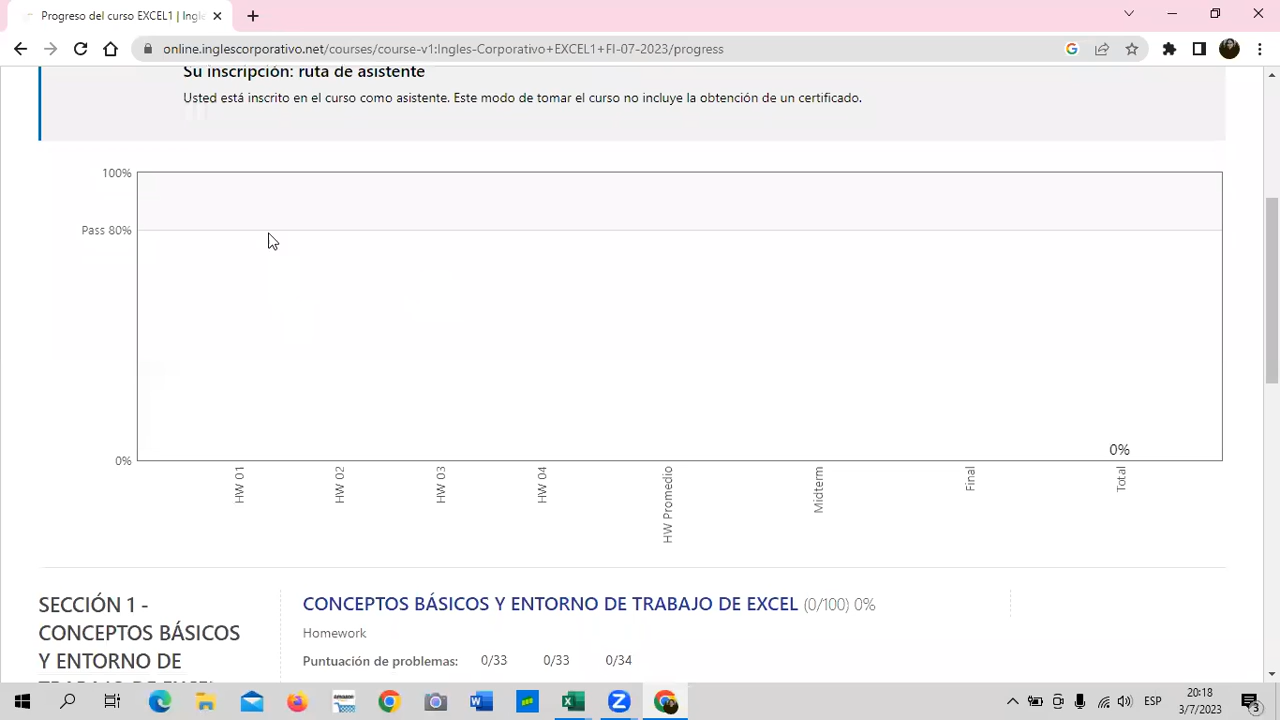 Progreso del curso EXCEL1 | Ingle
online.inglescorporativo.net/courses/course-v1:Ingles-Corporativo+EXCEL1+FI-07-2023/progress
Su inscripción: ruta de asistente
Usted está inscrito en el curso como asistente. Este modo de tomar el curso no incluye la obtención de un certificado.
100%
Pass 80%
0%
0%
HW 01
HW 02
HW 03
HW 04
HW Promedio
Midterm
Final
Total
SECCIÓN 1 -
CONCEPTOS BÁSICOS
Y ENTORNO DE
TRABAJO DE EXCEL
CONCEPTOS BÁSICOS Y ENTORNO DE TRABAJO DE EXCEL (0/100) 0%
Homework
Puntuación de problemas: 0/33 0/33 0/34
ESP
20:18
3/7/2023
3